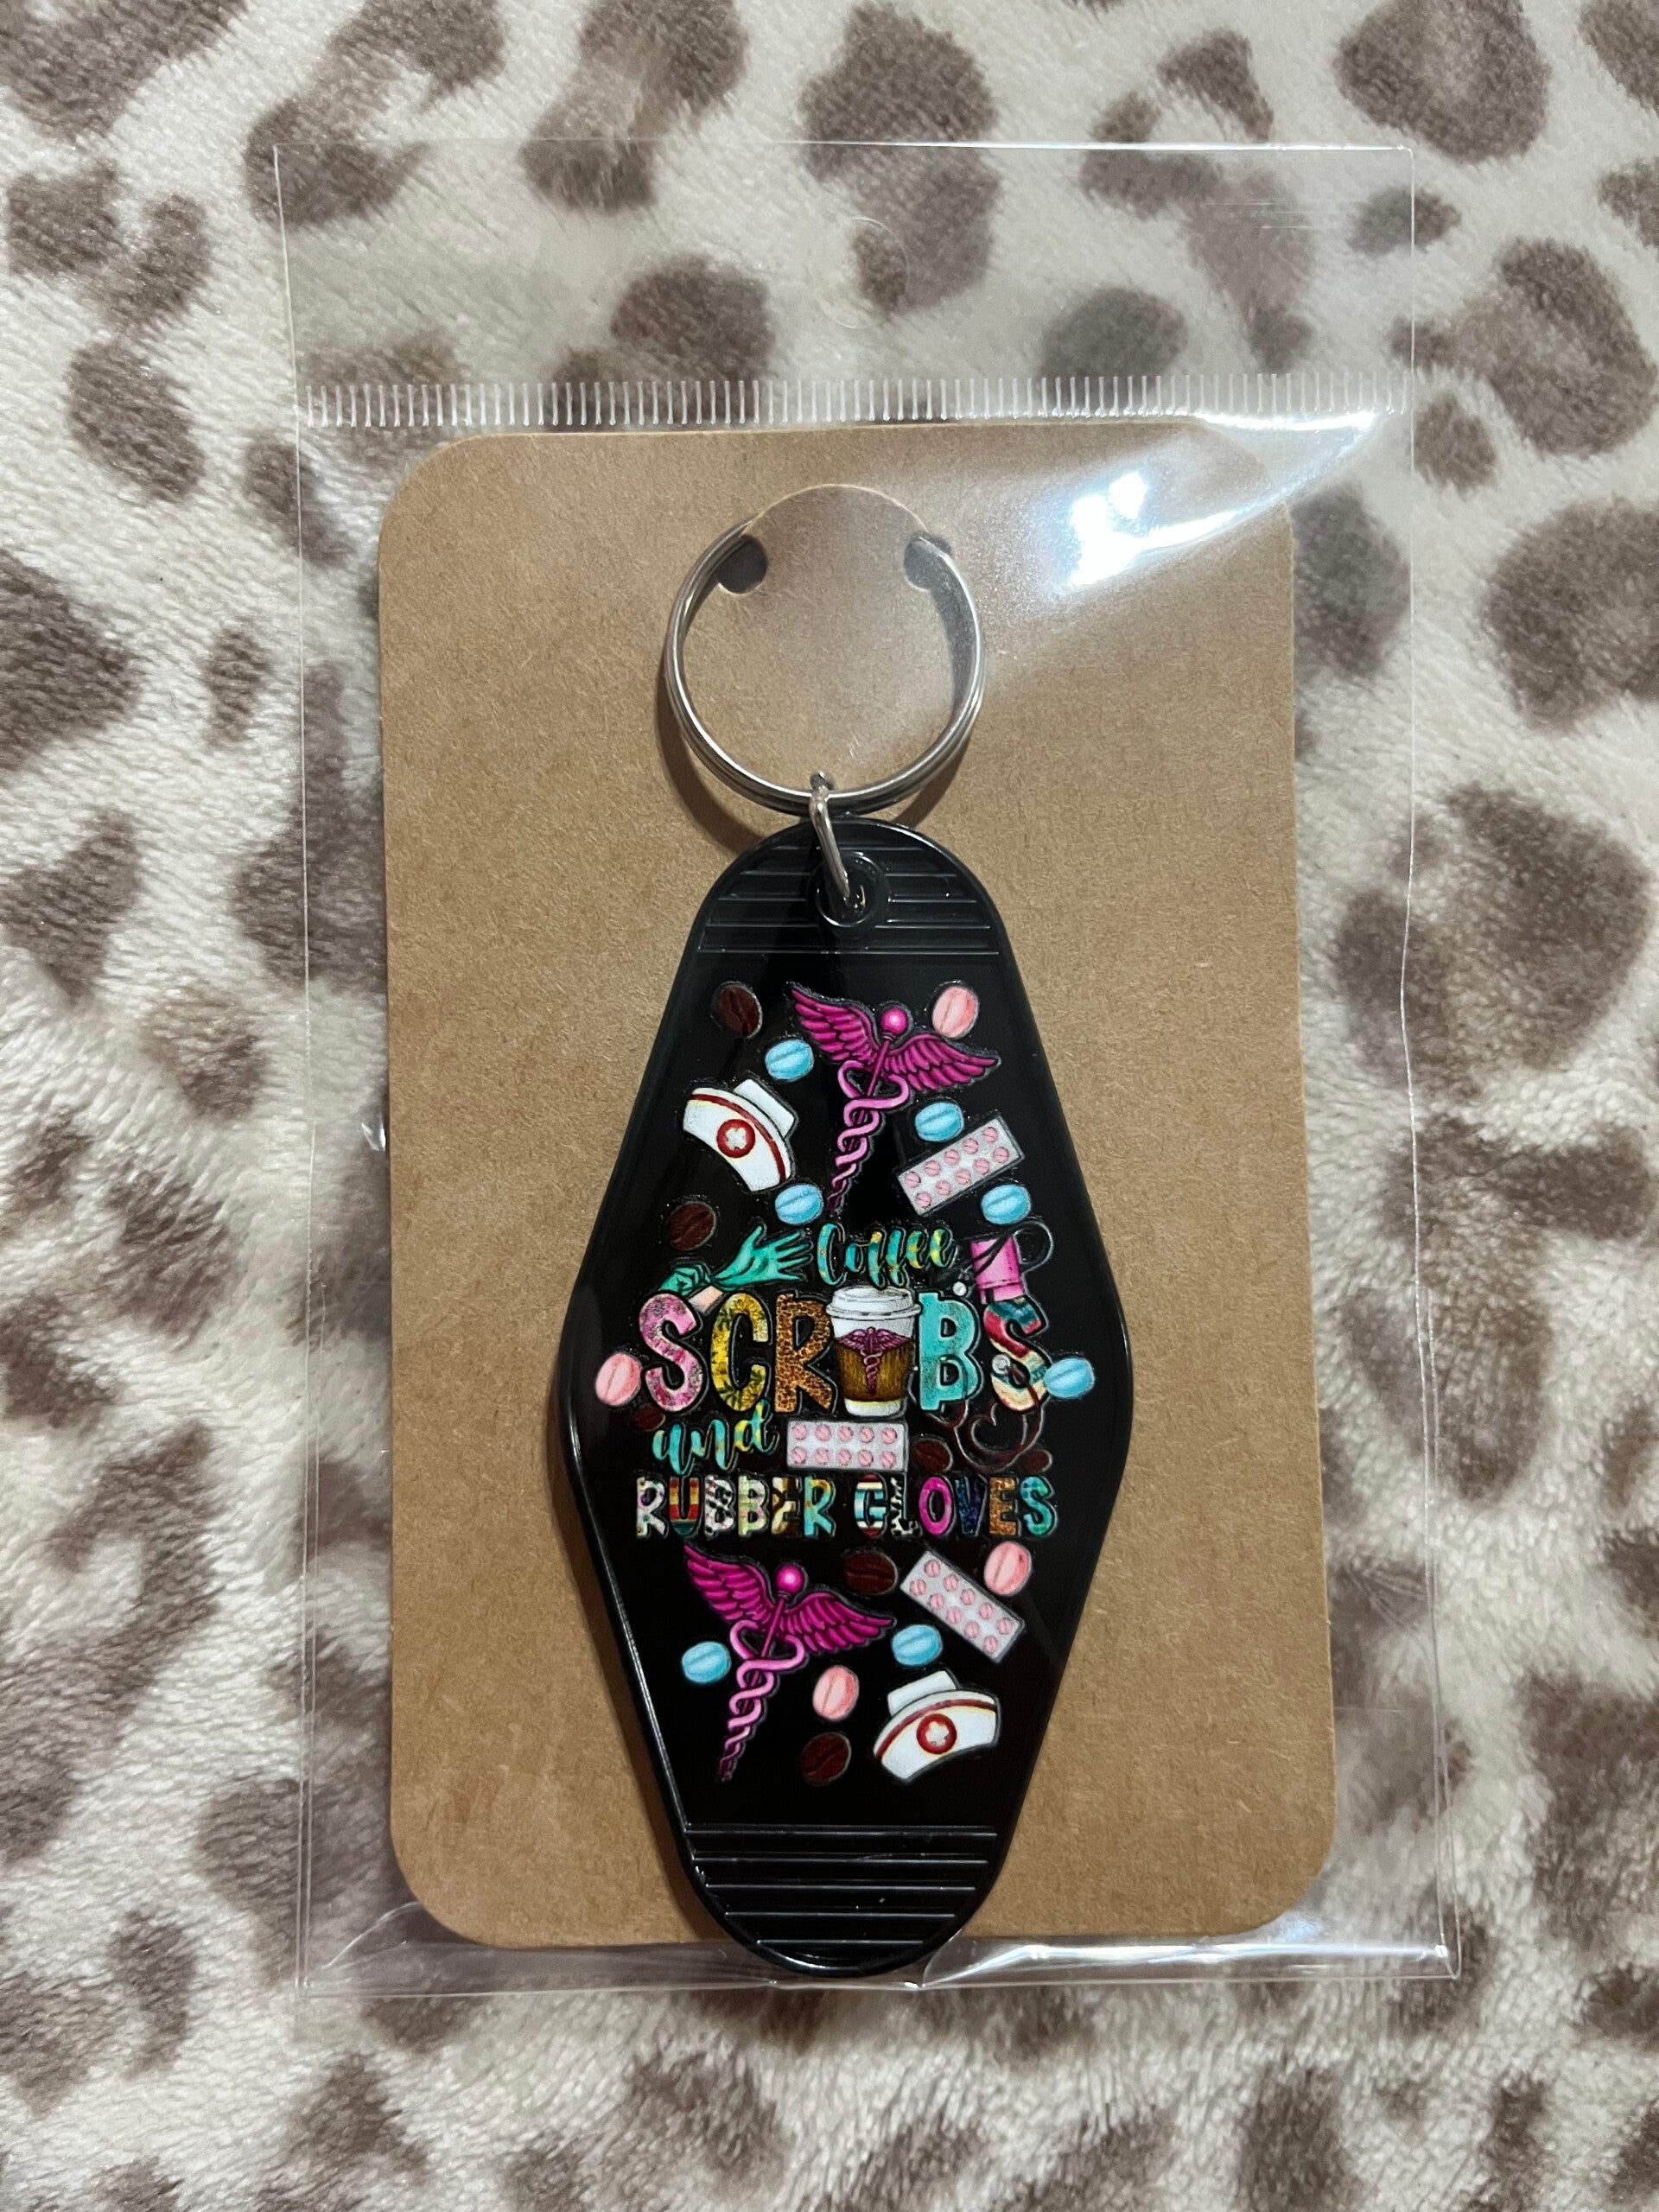 Coffee
SCRUBS
and
RUBBER GLOVES